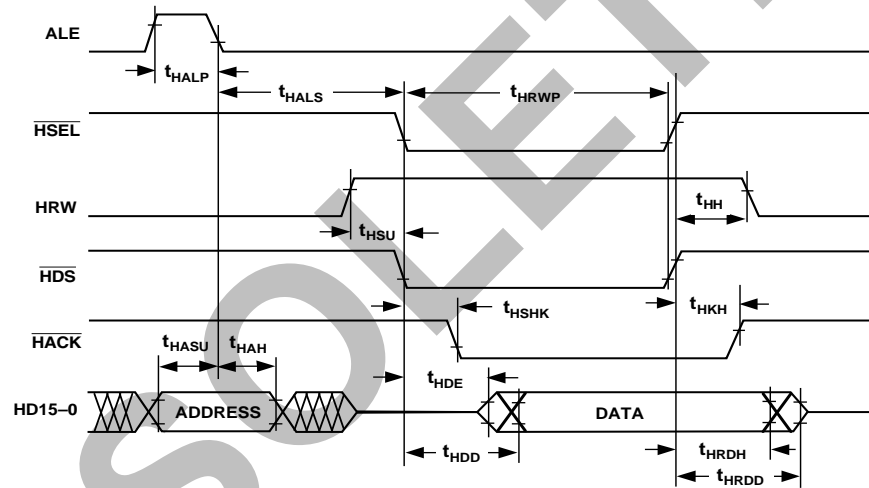 ALE
tHALP
tHALS
tHRWP
HSEL
HRW
tHSU
tHH
HDS
tHSHK
tHKH
HACK
tHASU
tHAH
tHDE
HD15–0
ADDRESS
DATA
tHDD
tHRDH
tHRDD
SOLETE